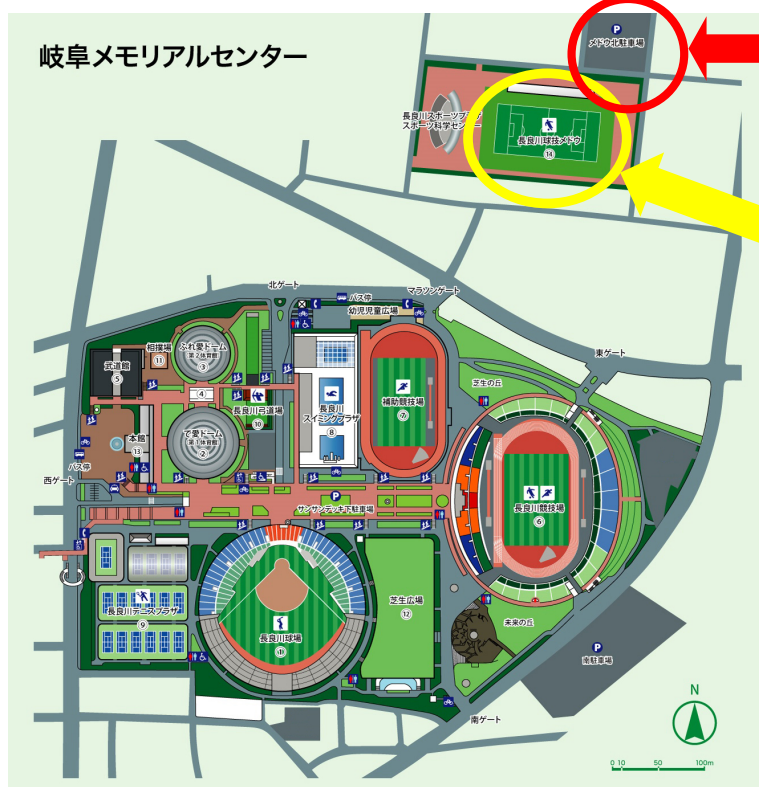 岐阜メモリアルセンター
P
メドウ北駐車場
長良川スポーツプラザ
スポーツ科学センター
長良川球技メドウ
⑭
北ゲート
バス停
マラソンゲート
幼児児童広場
相撲場
⑪
ふれ愛ドーム
第2体育館
③
武道館
⑤
東ゲート
芝生の丘
④
長良川弓道場
⑩
長良川
スイミングプラザ
⑧
補助競技場
⑦
で愛ドーム
第1体育館
②
本館
⑬
バス停
西ゲート
P
サンサンデッキ下駐車場
長良川競技場
⑥
長良川テニスプラザ
⑨
長良川球場
①
芝生広場
⑫
未来の丘
P
南駐車場
南ゲート
N
0 10 50 100m